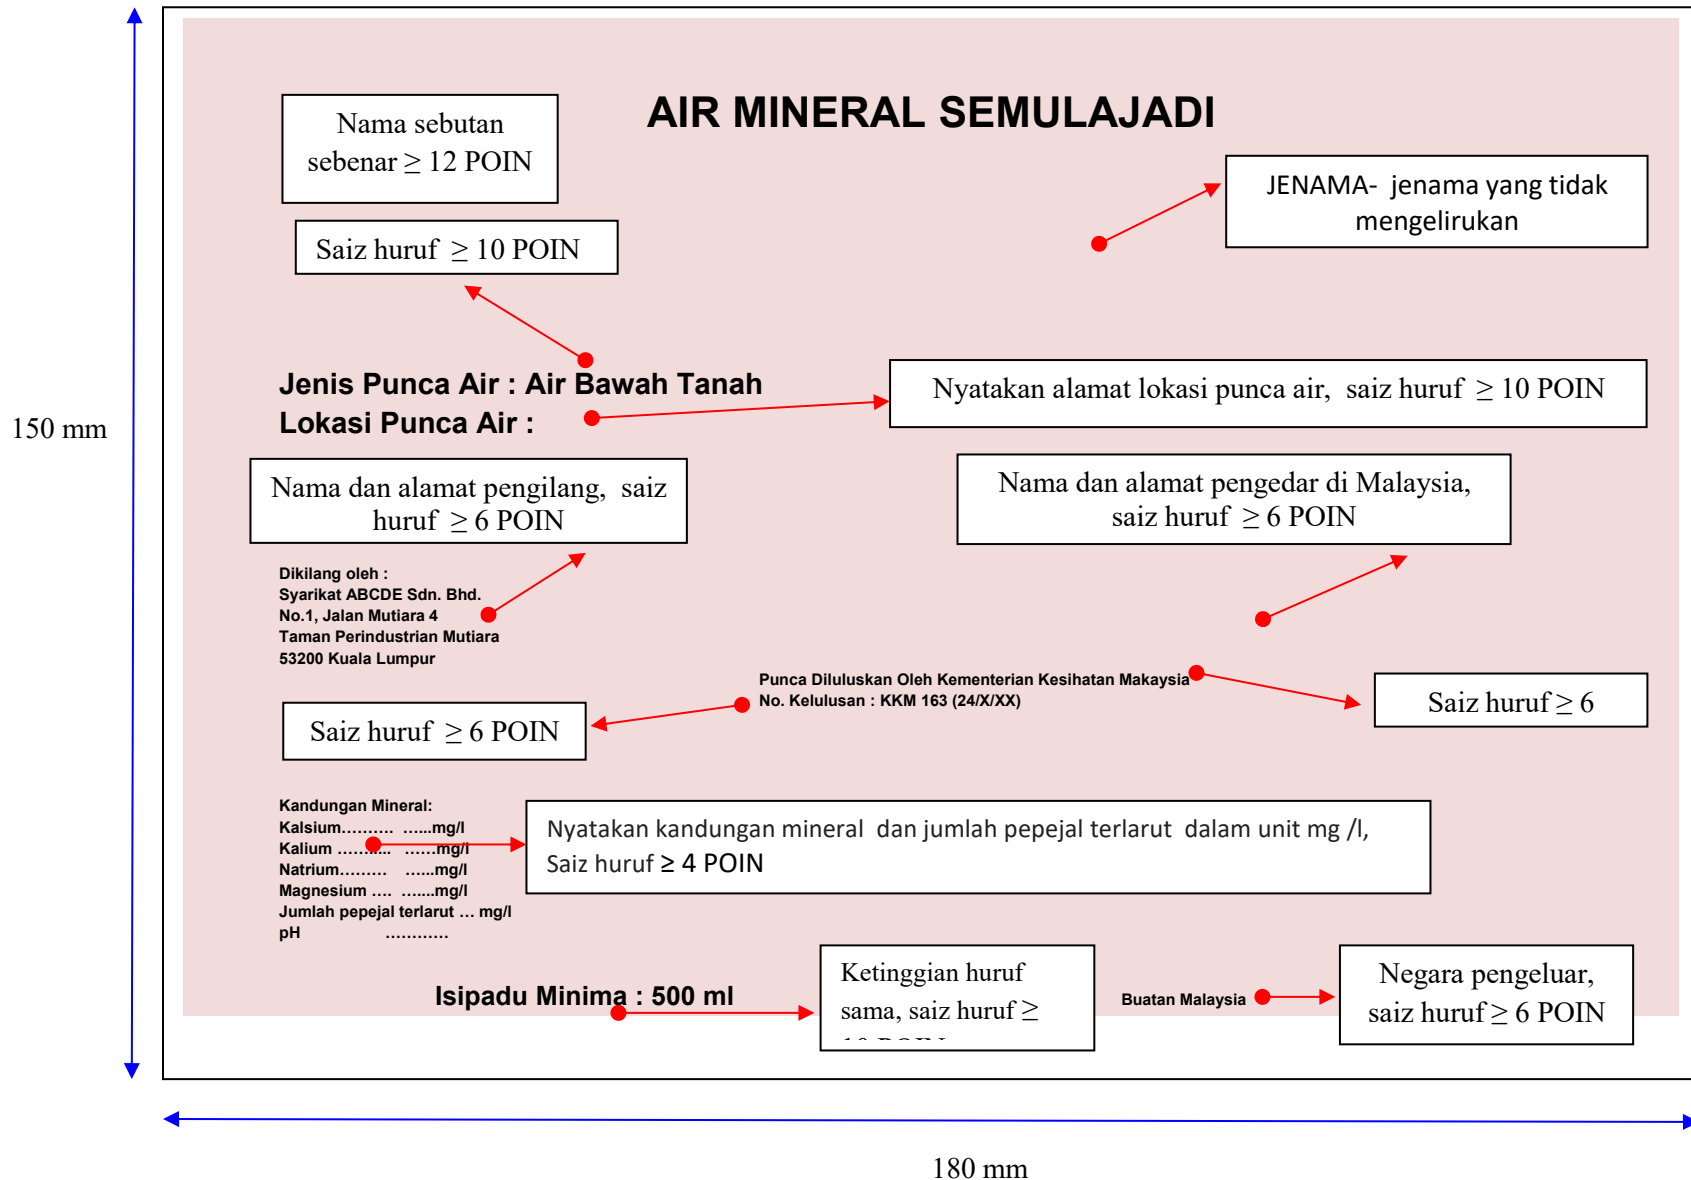 AIR MINERAL SEMULAJADI
Nama sebutan
sebenar ≥ 12 POIN
JENAMA- jenama yang tidak
mengelirukan
Saiz huruf ≥ 10 POIN
Jenis Punca Air : Air Bawah Tanah
Lokasi Punca Air :
Nyatakan alamat lokasi punca air, saiz huruf ≥ 10 POIN
150 mm
Nama dan alamat pengilang, saiz
huruf ≥ 6 POIN
Nama dan alamat pengedar di Malaysia,
saiz huruf ≥ 6 POIN
Dikilang oleh :
Syarikat ABCDE Sdn. Bhd.
No.1, Jalan Mutiara 4
Taman Perindustrian Mutiara
53200 Kuala Lumpur
Punca Diluluskan Oleh Kementerian Kesihatan Makaysia
No. Kelulusan : KKM 163 (24/X/XX)
Saiz huruf ≥ 6
Saiz huruf ≥ 6 POIN
Kandungan Mineral:
Kalsium………. …...mg/l
Kalium ……….. ……mg/l
Natrium……… …...mg/l
Magnesium …. …....mg/l
Jumlah pepejal terlarut … mg/l
pH …………
Nyatakan kandungan mineral dan jumlah pepejal terlarut dalam unit mg /l,
Saiz huruf ≥ 4 POIN
Isipadu Minima : 500 ml
Ketinggian huruf
sama, saiz huruf ≥
10 POIN
Buatan Malaysia
Negara pengeluar,
saiz huruf ≥ 6 POIN
180 mm